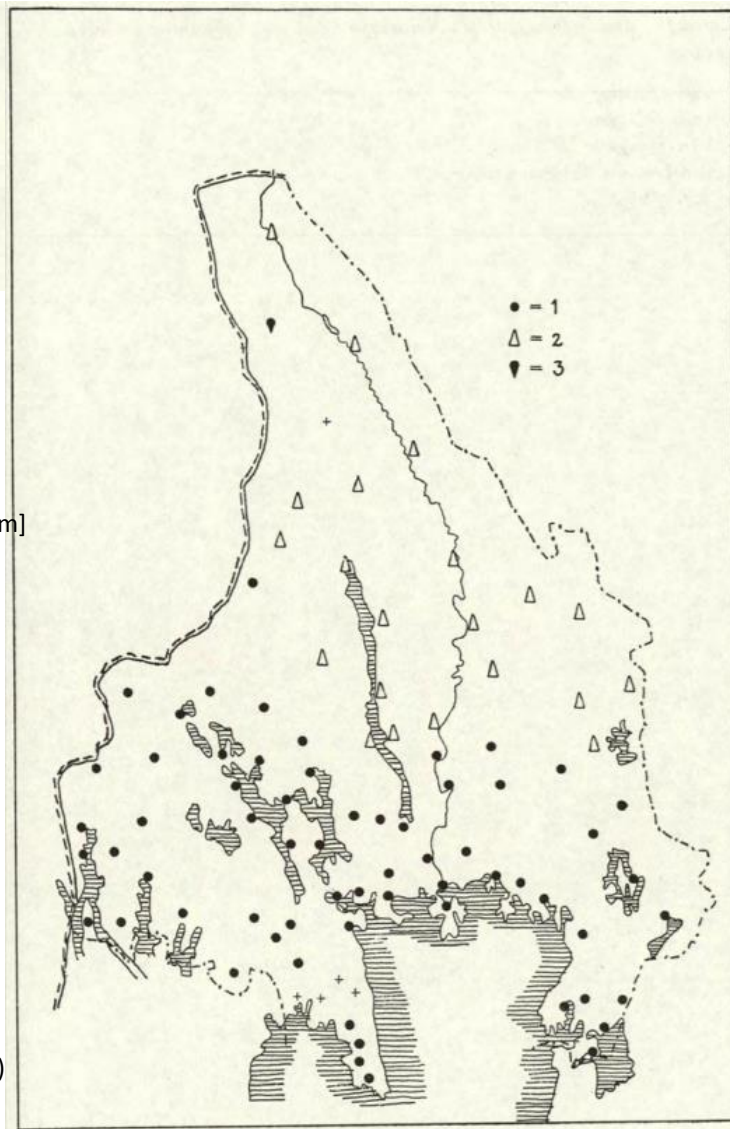 ● = 1
△ = 2
▼ = 3
m]
)